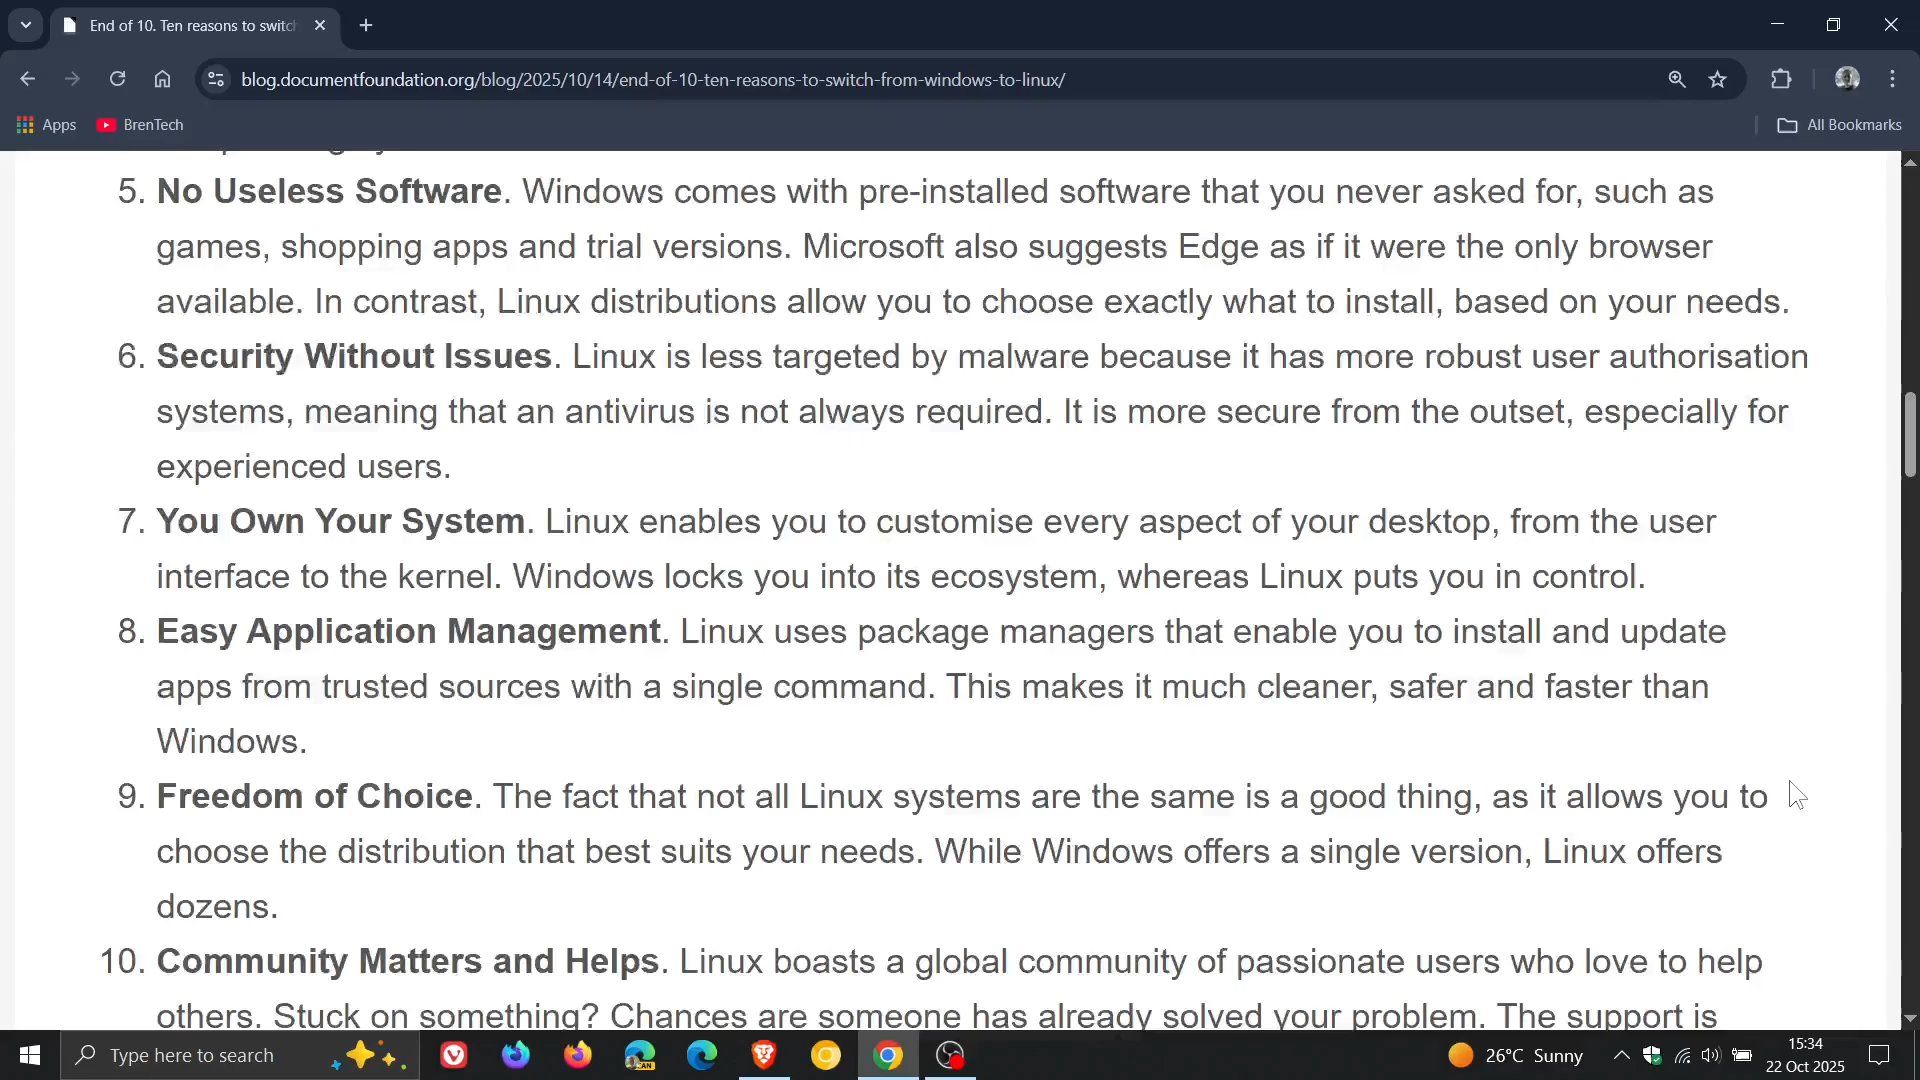 End of 10. Ten reasons to switc
blog.documentfoundation.org/blog/2025/10/14/end-of-10-ten-reasons-to-switch-from-windows-to-linux/
Apps
BrenTech
All Bookmarks
5. No Useless Software. Windows comes with pre-installed software that you never asked for, such as
games, shopping apps and trial versions. Microsoft also suggests Edge as if it were the only browser
available. In contrast, Linux distributions allow you to choose exactly what to install, based on your needs.
6. Security Without Issues. Linux is less targeted by malware because it has more robust user authorisation
systems, meaning that an antivirus is not always required. It is more secure from the outset, especially for
experienced users.
7. You Own Your System. Linux enables you to customise every aspect of your desktop, from the user
interface to the kernel. Windows locks you into its ecosystem, whereas Linux puts you in control.
8. Easy Application Management. Linux uses package managers that enable you to install and update
apps from trusted sources with a single command. This makes it much cleaner, safer and faster than
Windows.
9. Freedom of Choice. The fact that not all Linux systems are the same is a good thing, as it allows you to
choose the distribution that best suits your needs. While Windows offers a single version, Linux offers
dozens.
10. Community Matters and Helps. Linux boasts a global community of passionate users who love to help
others. Stuck on something? Chances are someone has already solved your problem. The support is
Type here to search
CAN
26°C Sunny
15:34
22 Oct 2025